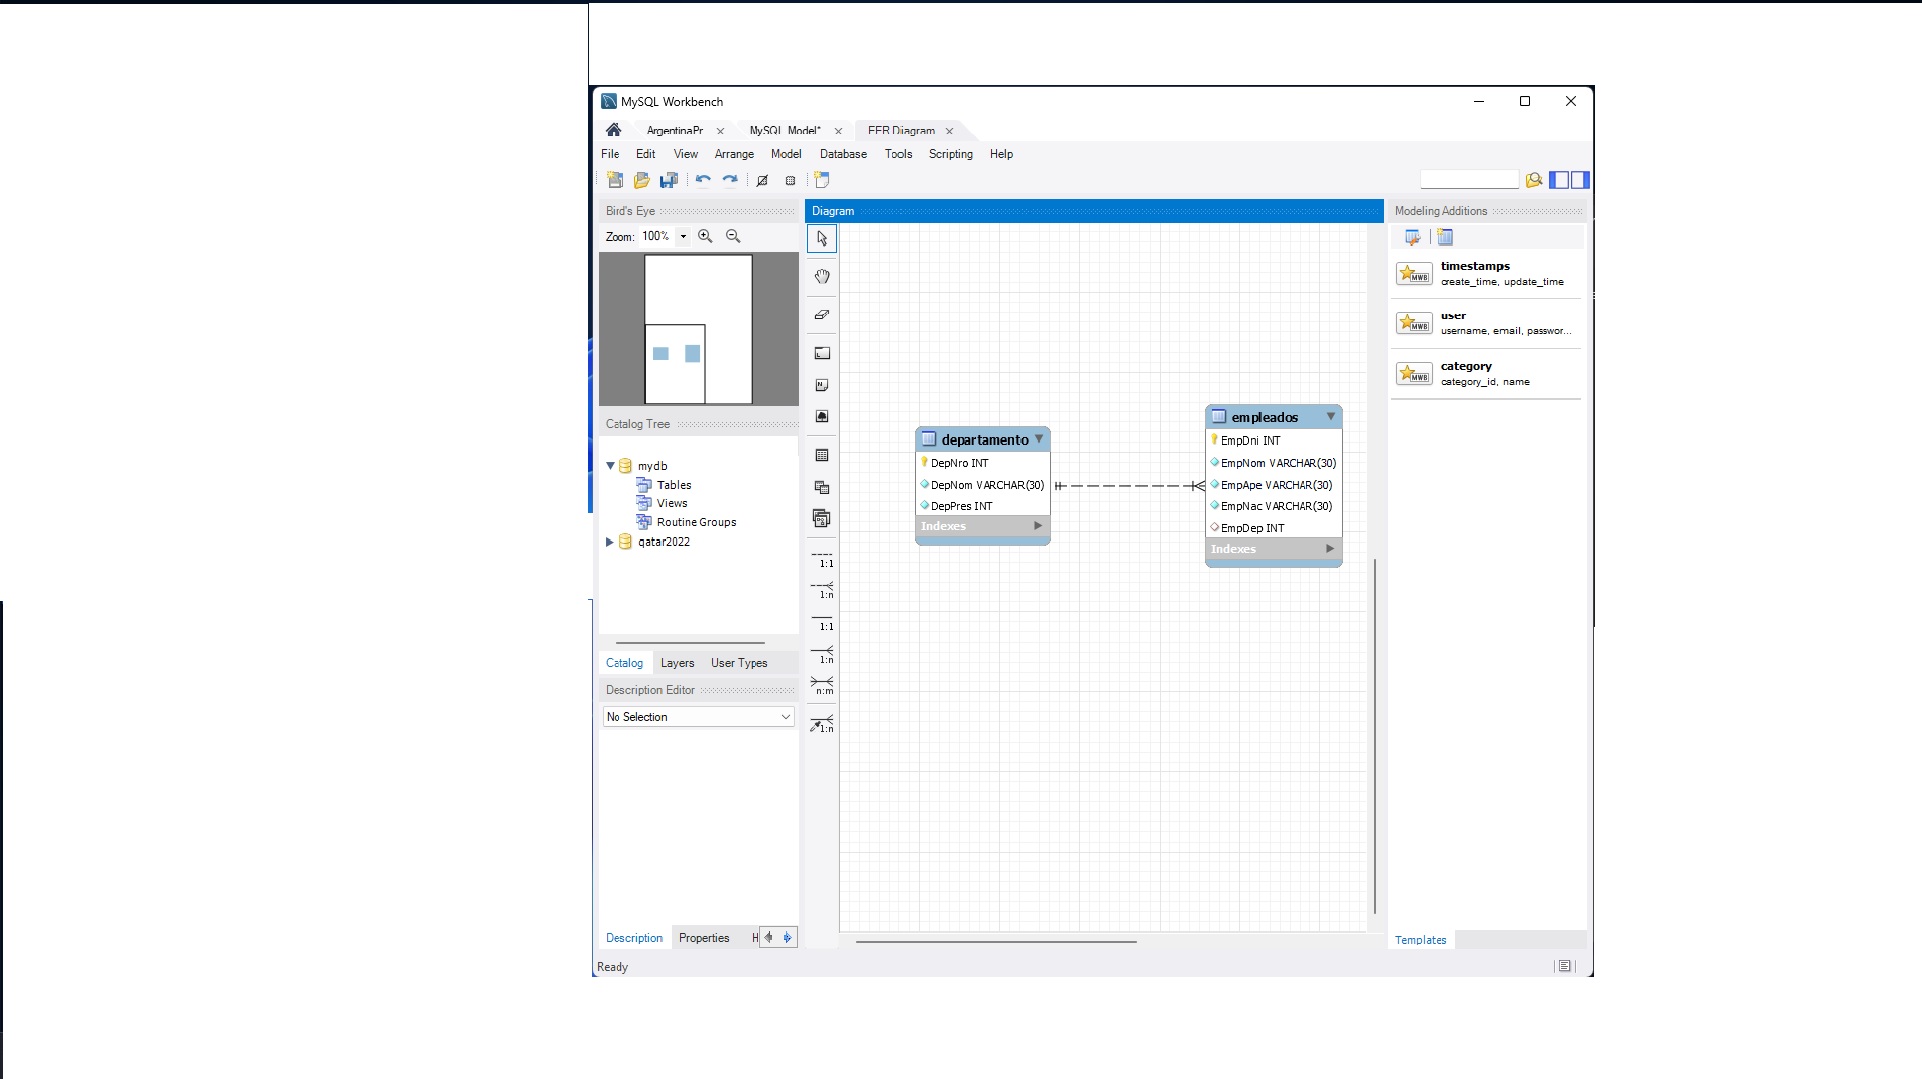 MySQL Workbench
ArgentinaPr
MySQL Model*
EER Diagram
File Edit View Arrange Model Database Tools Scripting Help
Bird's Eye
Zoom: 100%
Catalog Tree
mydb
Tables
Views
Routine Groups
qatar2022
Catalog Layers User Types
Description Editor
No Selection
Description Properties H
Ready
Diagram
N
1:1
1:n
1:1
1:n
n:m
1:n
departamento
DepNro INT
DepNom VARCHAR(30)
DepPres INT
Indexes
empleados
EmpDni INT
EmpNom VARCHAR(30)
EmpApe VARCHAR(30)
EmpNac VARCHAR(30)
EmpDep INT
Indexes
Modeling Additions
MWB
timestamps
create_time, update_time
MWB
user
username, email, passwor...
MWB
category
category_id, name
Templates